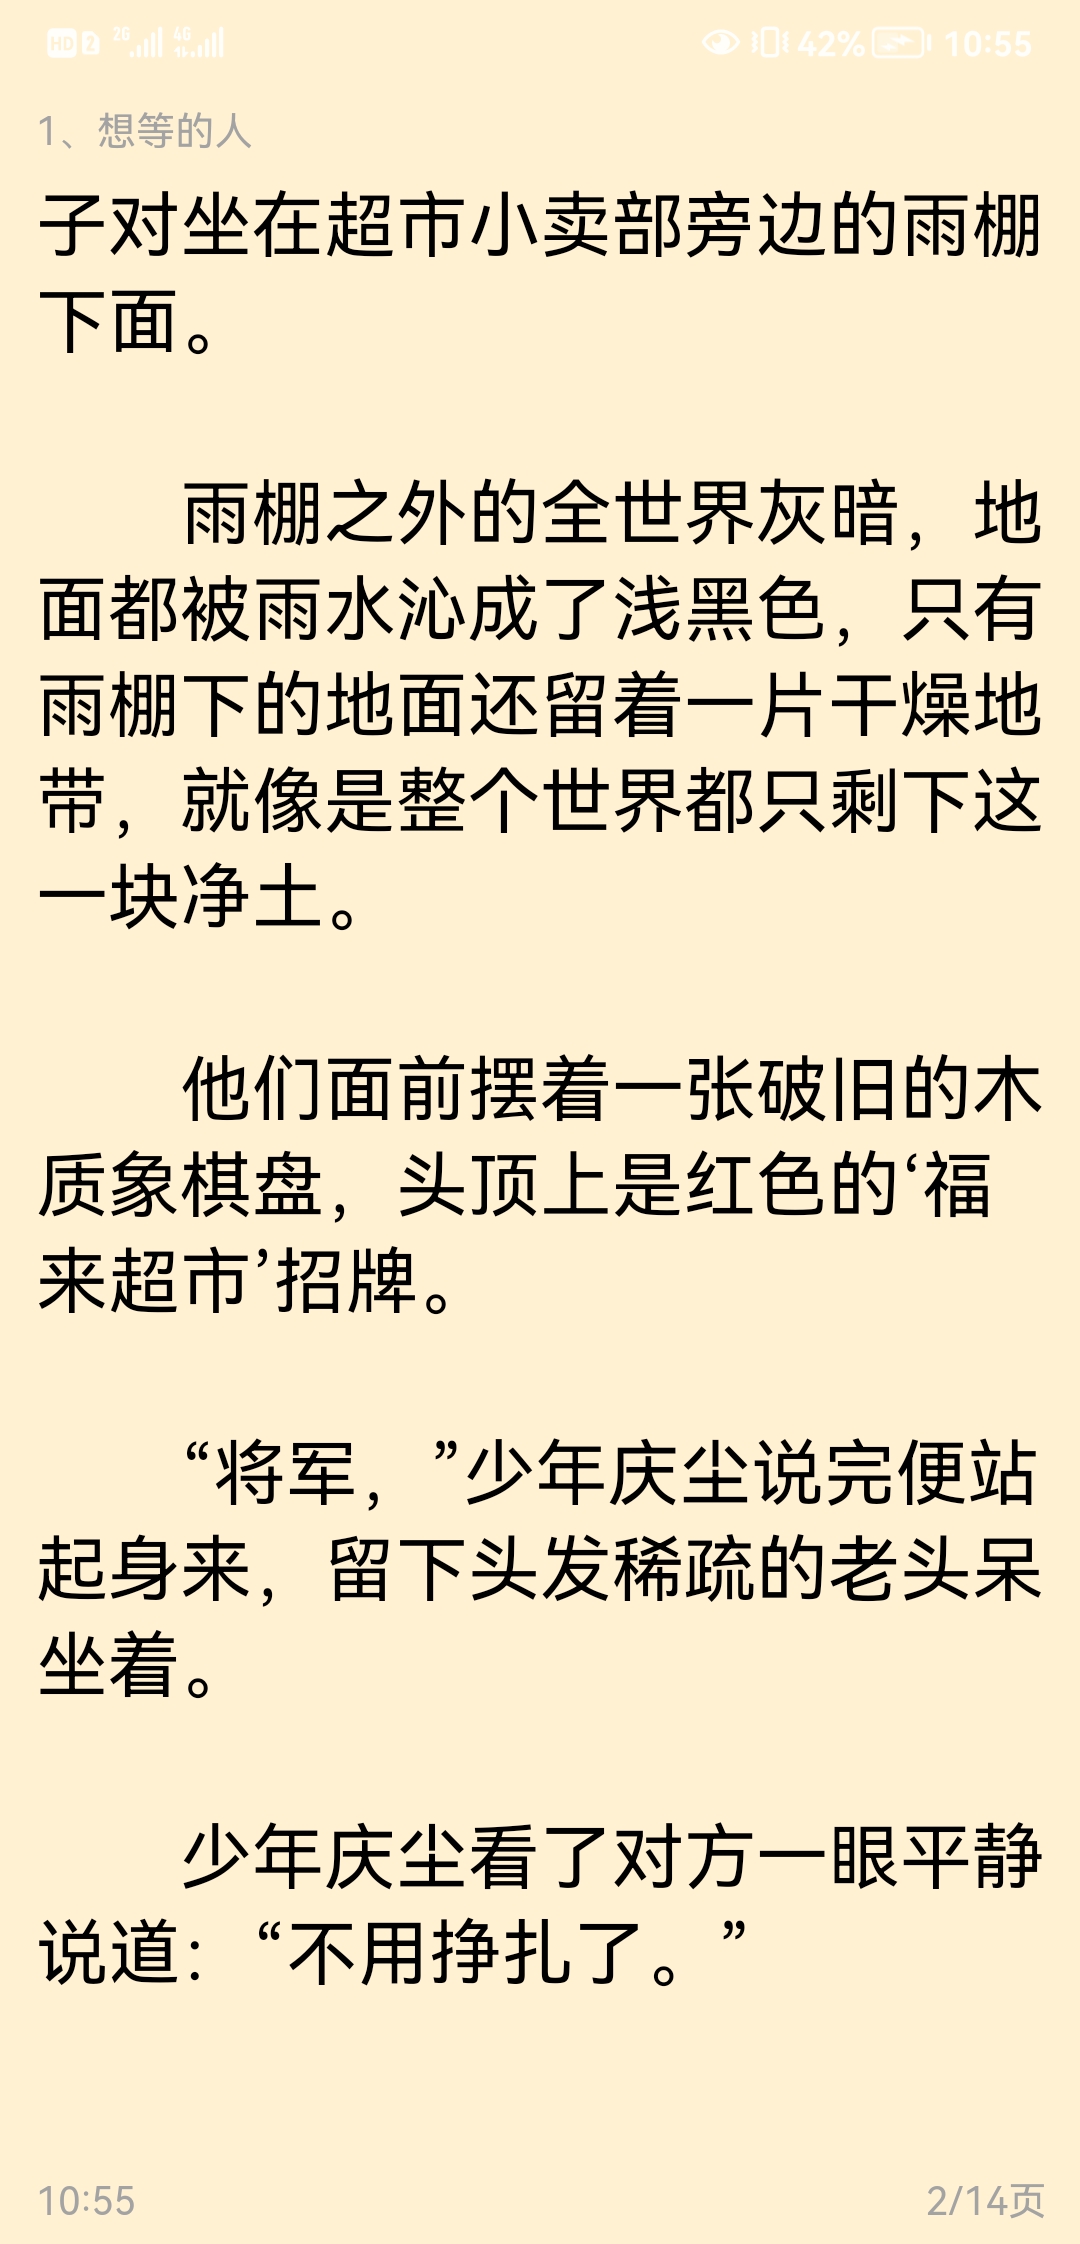 HD 2 2G 4G 42% 10:55
1、想等的人
子对坐在超市小卖部旁边的雨棚
下面。
雨棚之外的全世界灰暗，地
面都被雨水沁成了浅黑色，只有
雨棚下的地面还留着一片干燥地
带，就像是整个世界都只剩下这
一块净土。
他们面前摆着一张破旧的木
质象棋盘，头顶上是红色的‘福
来超市’招牌。
“将军，”少年庆尘说完便站
起身来，留下头发稀疏的老头呆
坐着。
少年庆尘看了对方一眼平静
说道：“不用挣扎了。”
10:55 2/14页